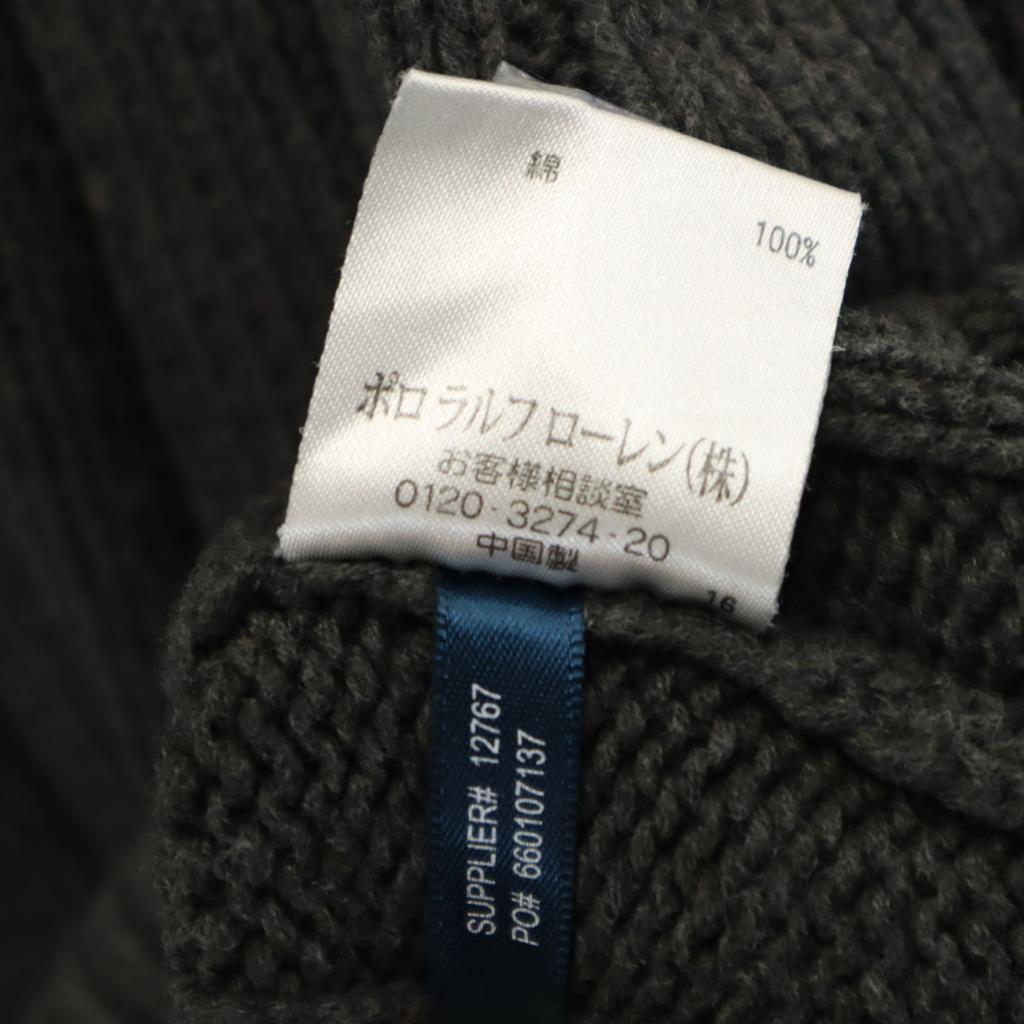 綿
100%
ポロ ラルフ ローレン(株)
お客様相談室
0120-3274-20
中国製
16
SUPPLIER# 12767
PO# 660107137